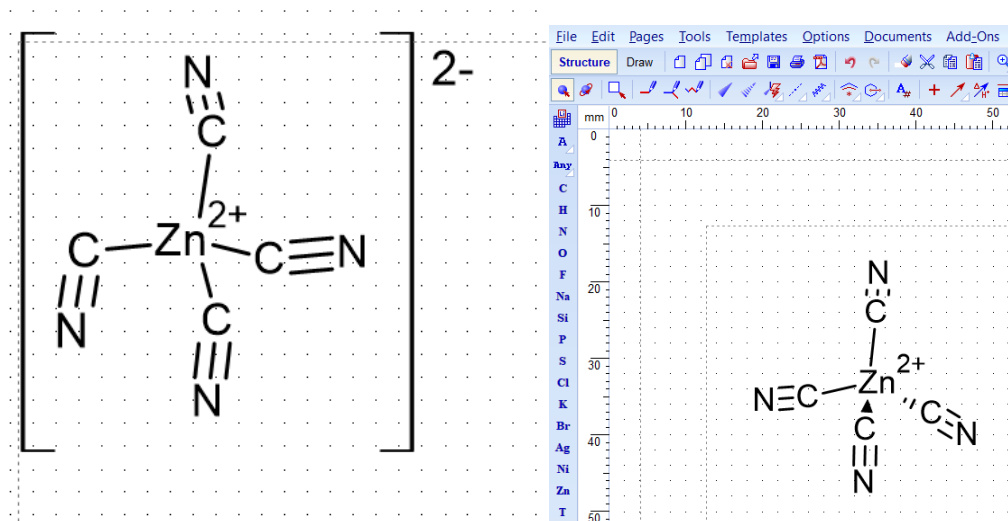 N
2-
C
2+
C Zn C N
C
N
N
File Edit Pages Tools Templates Options Documents Add-Ons
Structure Draw
mm 0 10 20 30 40 50
0
A
Any
C
H
10
N
O
F
20
Na
Si
P
30
S
Cl
K
Br
40
Ag
Ni
Zn
50
T
N
C
2+
N C Zn
C
C N
N